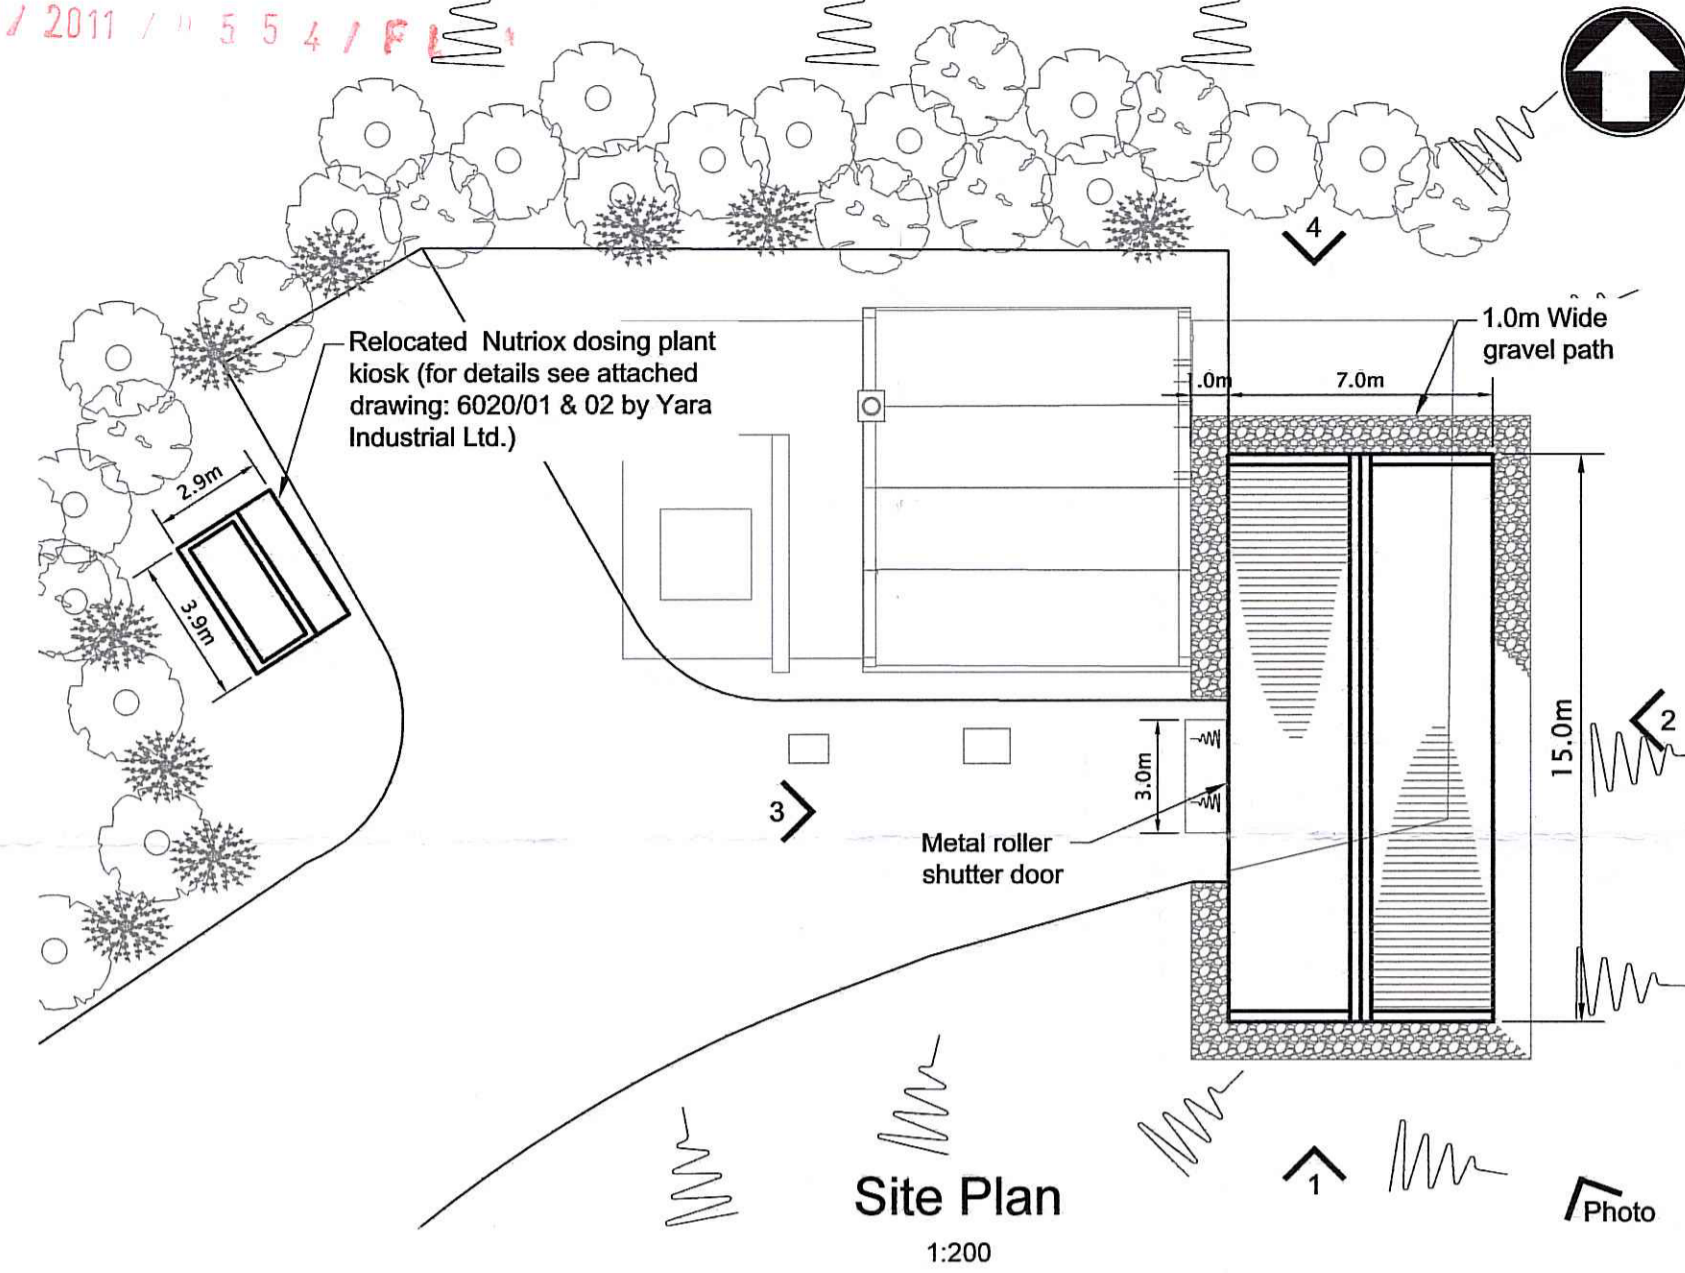 / 2011 / 0 5 5 4 / F L
4
Relocated Nutriox dosing plant
kiosk (for details see attached
drawing: 6020/01 & 02 by Yara
Industrial Ltd.)
1.0m Wide
gravel path
1.0m
7.0m
2.9m
3.9m
15.0m
2
3.0m
3
Metal roller
shutter door
1
Photo
Site Plan
1:200